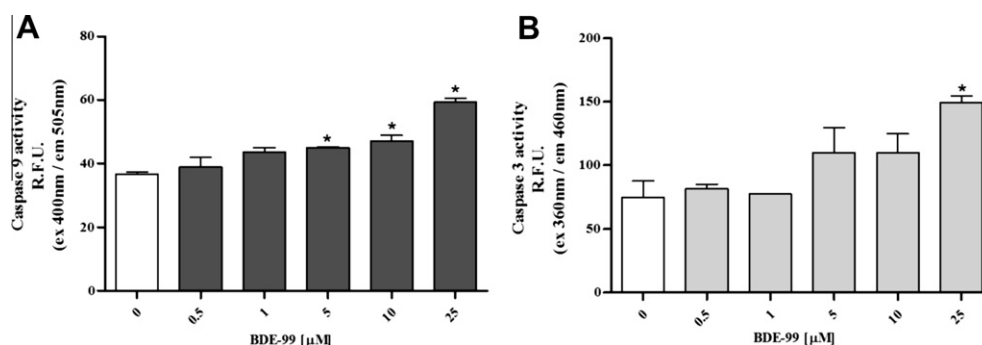 A
Caspase 9 activity
R.F.U.
(ex 400nm / em 505nm)
80
60
40
20
0
*
*
*
0
0.5
1
5
10
25
BDE-99 [µM]
B
Caspase 3 activity
R.F.U.
(ex 360nm / em 460nm)
200
150
100
50
0
*
0
0.5
1
5
10
25
BDE-99 [µM]